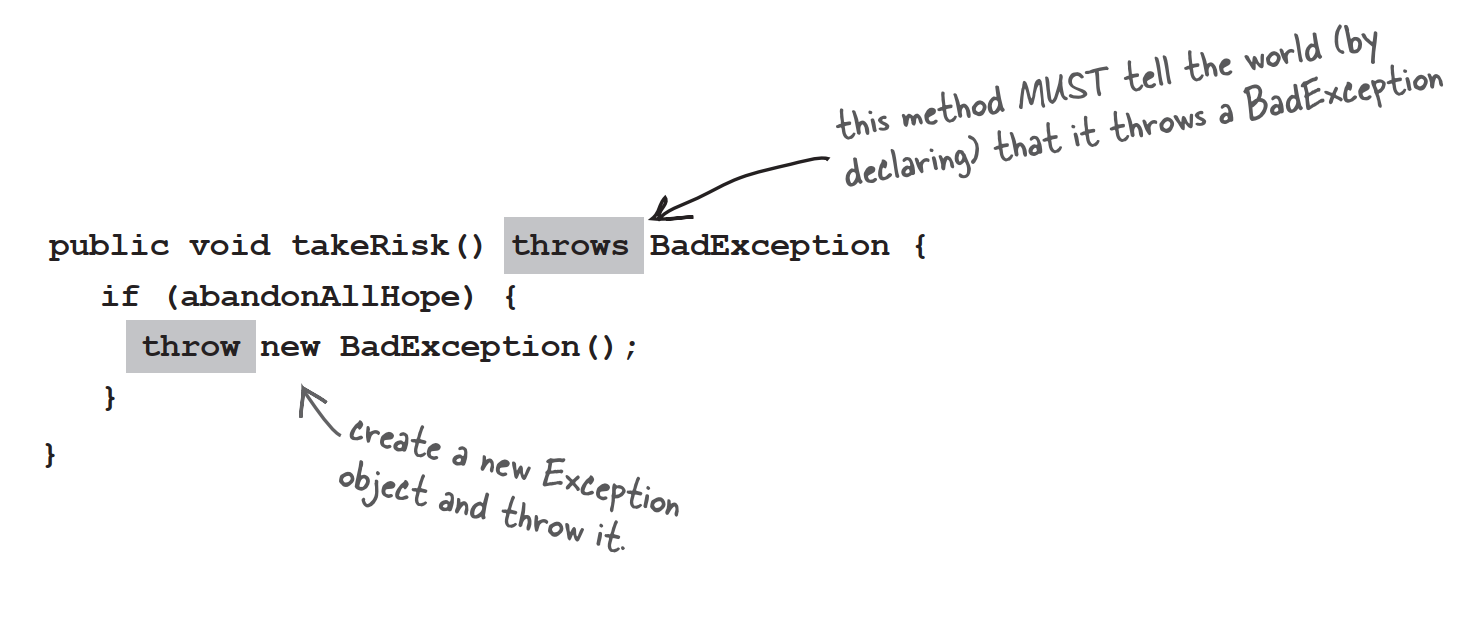 this method MUST tell the world (by
declaring) that it throws a BadException
public void takeRisk() throws BadException {
if (abandonAllHope) {
throw new BadException();
}
create a new Exception
object and throw it.
}